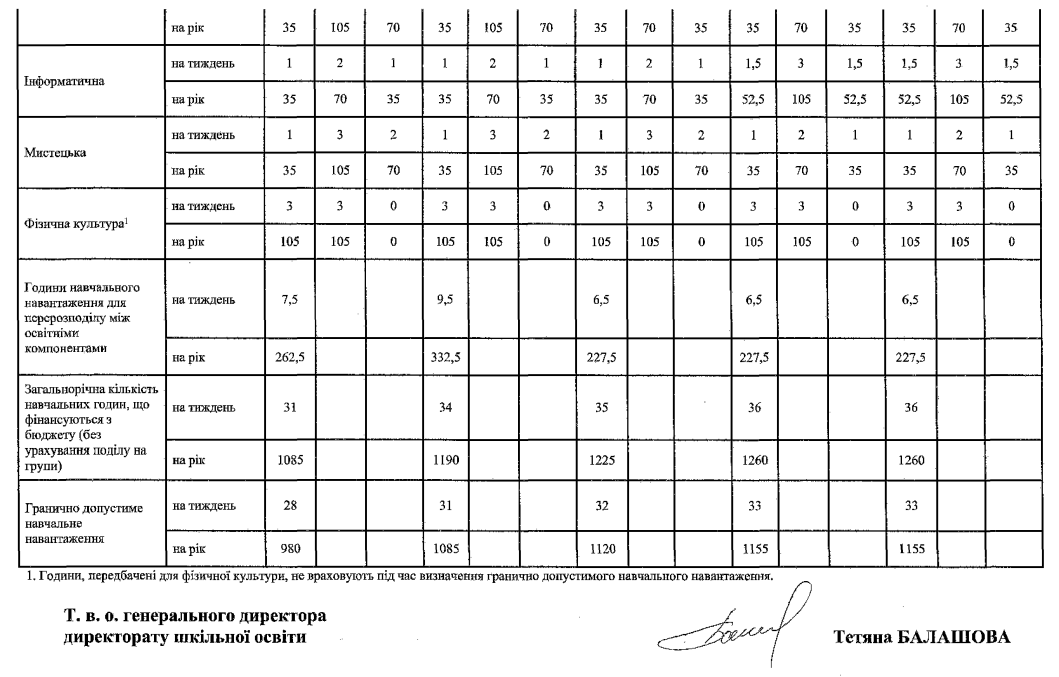 на рік 35 105 70 35 105 70 35 105 70 35 70 35 35 70 35
Інформатична
на тиждень 1 2 1 1 2 1 1 2 1 1,5 3 1,5 1,5 3 1,5
на рік 35 70 35 35 70 35 35 70 35 52,5 105 52,5 52,5 105 52,5
Мистецька
на тиждень 1 3 2 1 3 2 1 3 2 1 2 1 1 2 1
на рік 35 105 70 35 105 70 35 105 70 35 70 35 35 70 35
Фізична культура1
на тиждень 3 3 0 3 3 0 3 3 0 3 3 0 3 3 0
на рік 105 105 0 105 105 0 105 105 0 105 105 0 105 105 0
Години навчального
навантаження для
перерозподілу між
освітніми
компонентами
на тиждень 7,5 9,5 6,5 6,5 6,5
на рік 262,5 332,5 227,5 227,5 227,5
Загальнорічна кількість
навчальних годин, що
фінансуються з
бюджету (без
урахування поділу на
групи)
на тиждень 31 34 35 36 36
на рік 1085 1190 1225 1260 1260
Гранично допустиме
навчальне
навантаження
на тиждень 28 31 32 33 33
на рік 980 1085 1120 1155 1155
1. Години, передбачені для фізичної культури, не враховують під час визначення гранично допустимого навчального навантаження.
Т. в. о. генерального директора
директорату шкільної освіти
Тетяна БАЛАШОВА